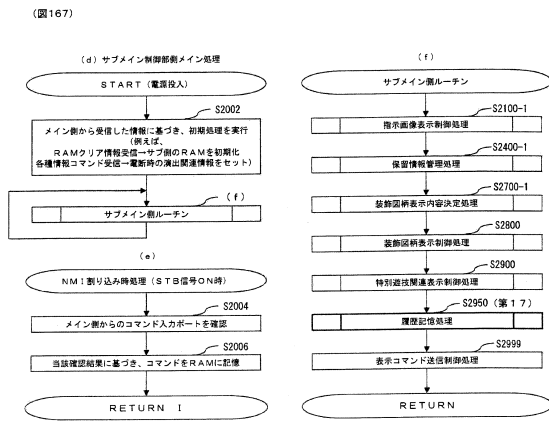 （図167）
（ｄ）サブメイン制御部側メイン処理
ＳＴＡＲＴ（電源投入）
S2002
メイン側から受信した情報に基づき、初期処理を実行
（例えば、
ＲＡＭクリア情報受信→サブ側のＲＡＭを初期化
各種情報コマンド受信→電断時の演出関連情報をセット）
（ｆ）
サブメイン側ルーチン
（ｅ）
ＮＭＩ割り込み時処理（ＳＴＢ信号ＯＮ時）
S2004
メイン側からのコマンド入力ポートを確認
S2006
当該確認結果に基づき、コマンドをＲＡＭに記憶
ＲＥＴＵＲＮ Ｉ
（ｆ）
サブメイン側ルーチン
S2100-1
指示画像表示制御処理
S2400-1
保留情報管理処理
S2700-1
装飾図柄表示内容決定処理
S2800
装飾図柄表示制御処理
S2900
特別遊技関連表示制御処理
S2950（第１７）
履歴記憶処理
S2999
表示コマンド送信制御処理
ＲＥＴＵＲＮ